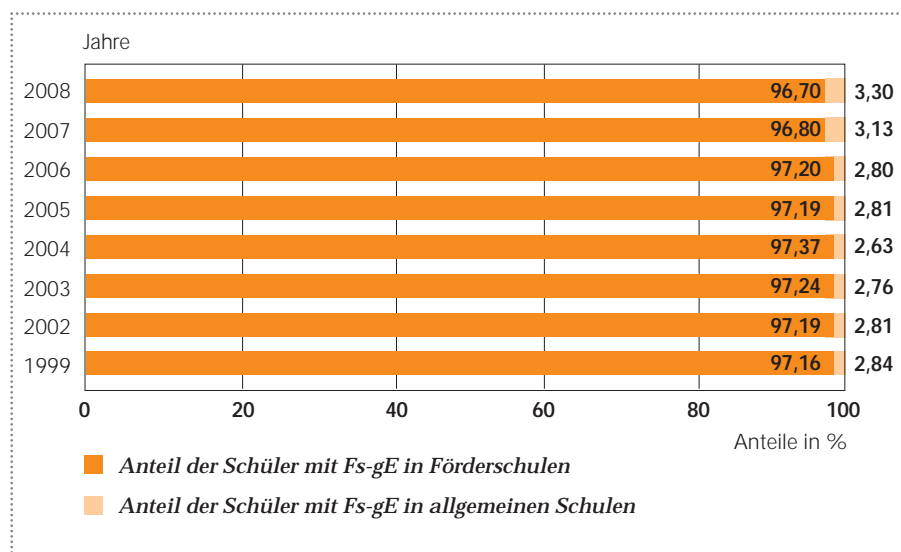 Jahre
2008 96,70 3,30
2007 96,80 3,13
2006 97,20 2,80
2005 97,19 2,81
2004 97,37 2,63
2003 97,24 2,76
2002 97,19 2,81
1999 97,16 2,84
0 20 40 60 80 100
Anteile in %
Anteil der Schüler mit Fs-gE in Förderschulen
Anteil der Schüler mit Fs-gE in allgemeinen Schulen